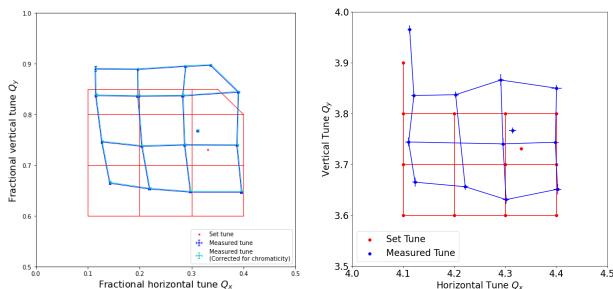 1.0
0.9
0.8
0.7
0.6
0.5
0.0
0.1
0.2
0.3
0.4
0.5
Fractional vertical tune Qy
Fractional horizontal tune Qx
Set tune
Measured tune
Measured tune
(Corrected for chromaticity)
4.0
3.9
3.8
3.7
3.6
3.5
4.0
4.1
4.2
4.3
4.4
4.5
Vertical Tune Qy
Horizontal Tune Qx
Set Tune
Measured Tune